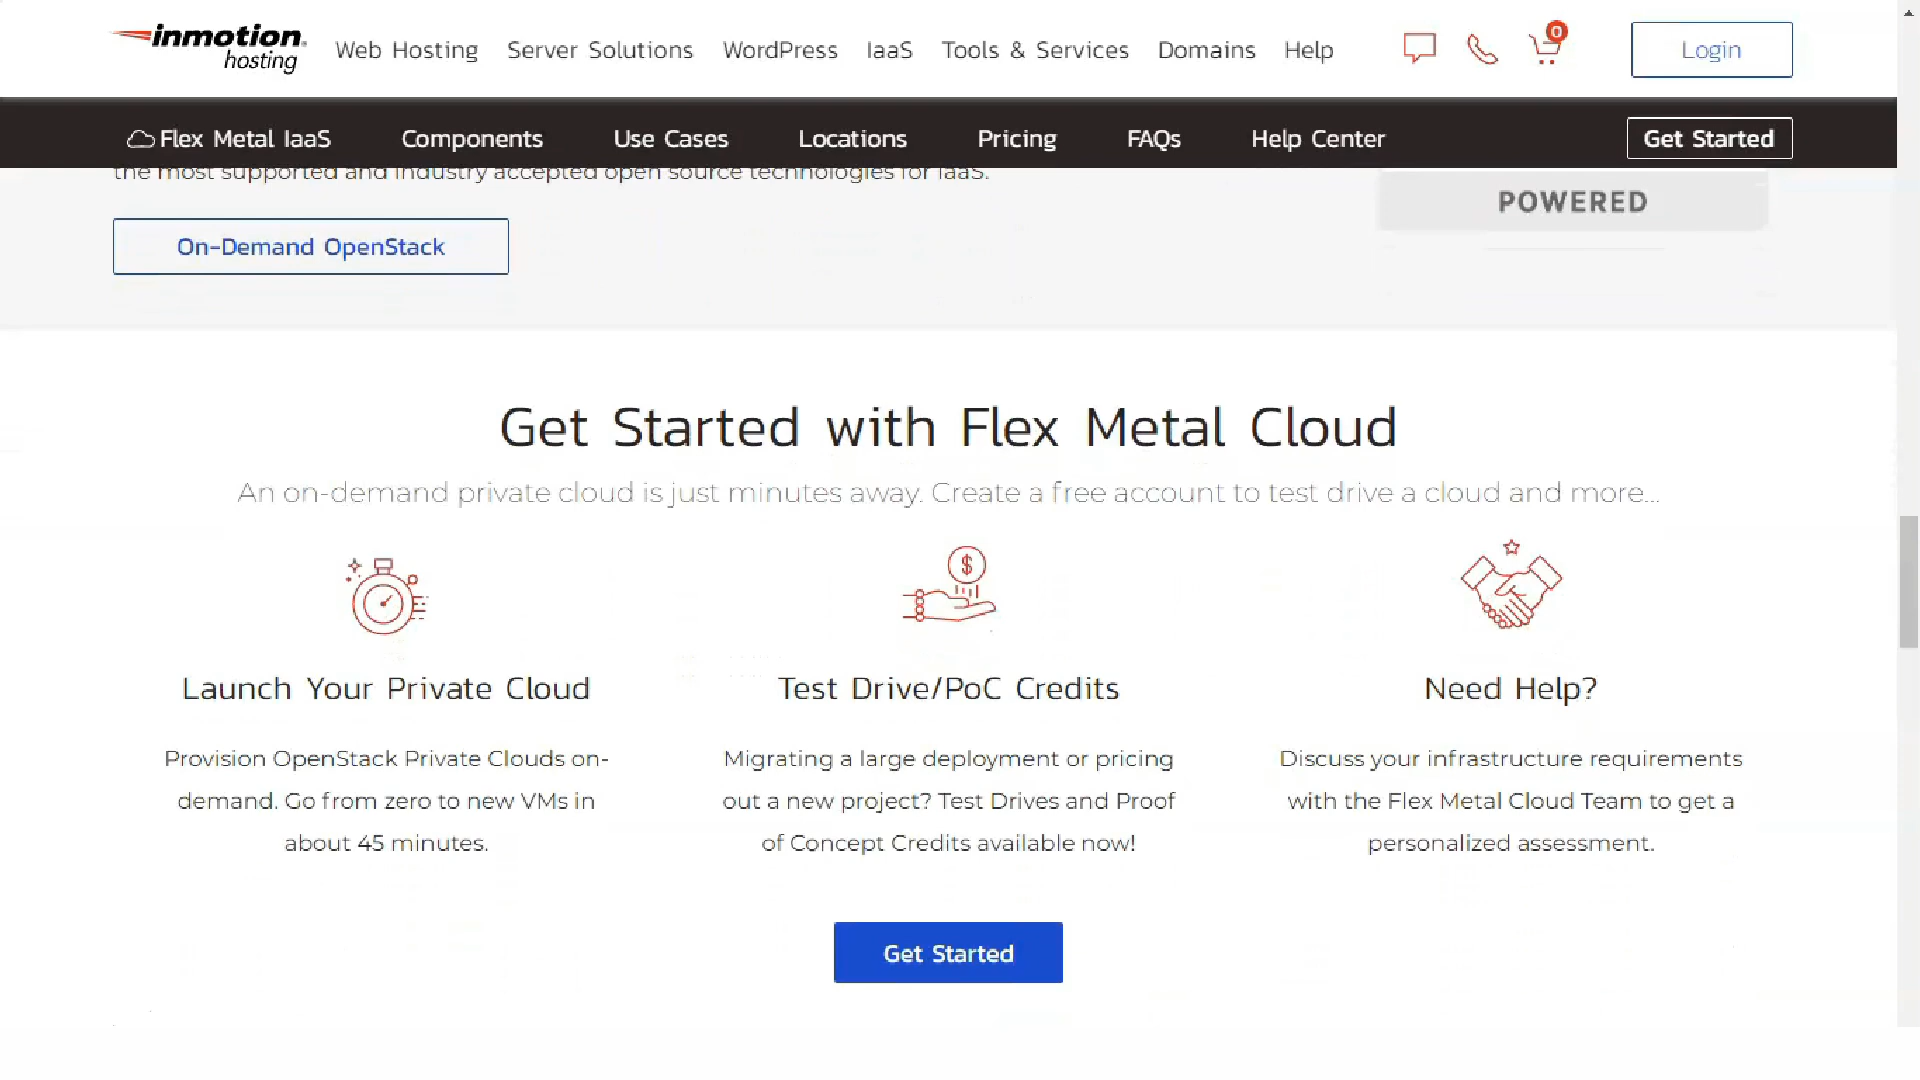 inmotion
hosting
Web Hosting Server Solutions WordPress IaaS Tools & Services Domains Help 0 Login
Flex Metal IaaS Components Use Cases Locations Pricing FAQs Help Center Get Started
the most supported and industry accepted open source technologies for IaaS.
POWERED
On-Demand OpenStack
Get Started with Flex Metal Cloud
An on-demand private cloud is just minutes away. Create a free account to test drive a cloud and more...
$
Launch Your Private Cloud
Provision OpenStack Private Clouds on-
demand. Go from zero to new VMs in
about 45 minutes.
Test Drive/PoC Credits
Migrating a large deployment or pricing
out a new project? Test Drives and Proof
of Concept Credits available now!
Need Help?
Discuss your infrastructure requirements
with the Flex Metal Cloud Team to get a
personalized assessment.
Get Started